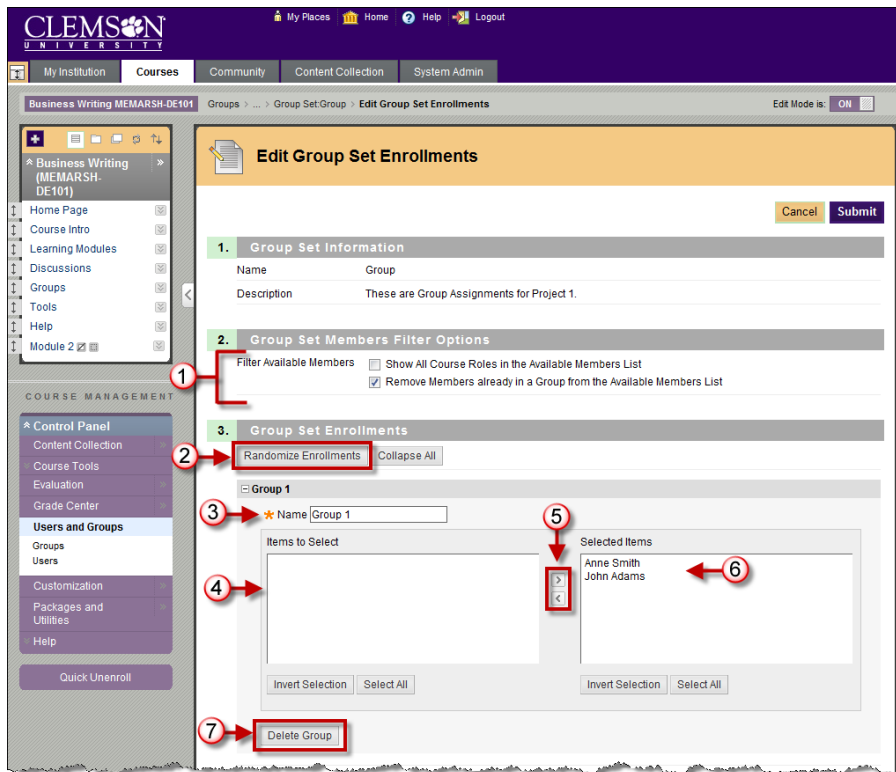 My Places Home ? Help Logout
CLEMSON
UNIVERSITY
My Institution Courses Community Content Collection System Admin
Business Writing MEMARSH-DE101 Groups > ... > Group Set:Group > Edit Group Set Enrollments Edit Mode is: ON
Business Writing
(MEMARSH-
DE101)
Home Page
Course Intro
Learning Modules
Discussions
Groups
Tools
Help
Module 2
COURSE MANAGEMENT
Control Panel
Content Collection
Course Tools
Evaluation
Grade Center
Users and Groups
Groups
Users
Customization
Packages and
Utilities
Help
Quick Unenroll
Edit Group Set Enrollments
Cancel Submit
1. Group Set Information
Name Group
Description These are Group Assignments for Project 1.
2. Group Set Members Filter Options
1
Filter Available Members Show All Course Roles in the Available Members List
Remove Members already in a Group from the Available Members List
3. Group Set Enrollments
2 Randomize Enrollments Collapse All
Group 1
3 Name Group 1
5
Items to Select Selected Items
4
Anne Smith
John Adams
6
> <
Invert Selection Select All Invert Selection Select All
7 Delete Group